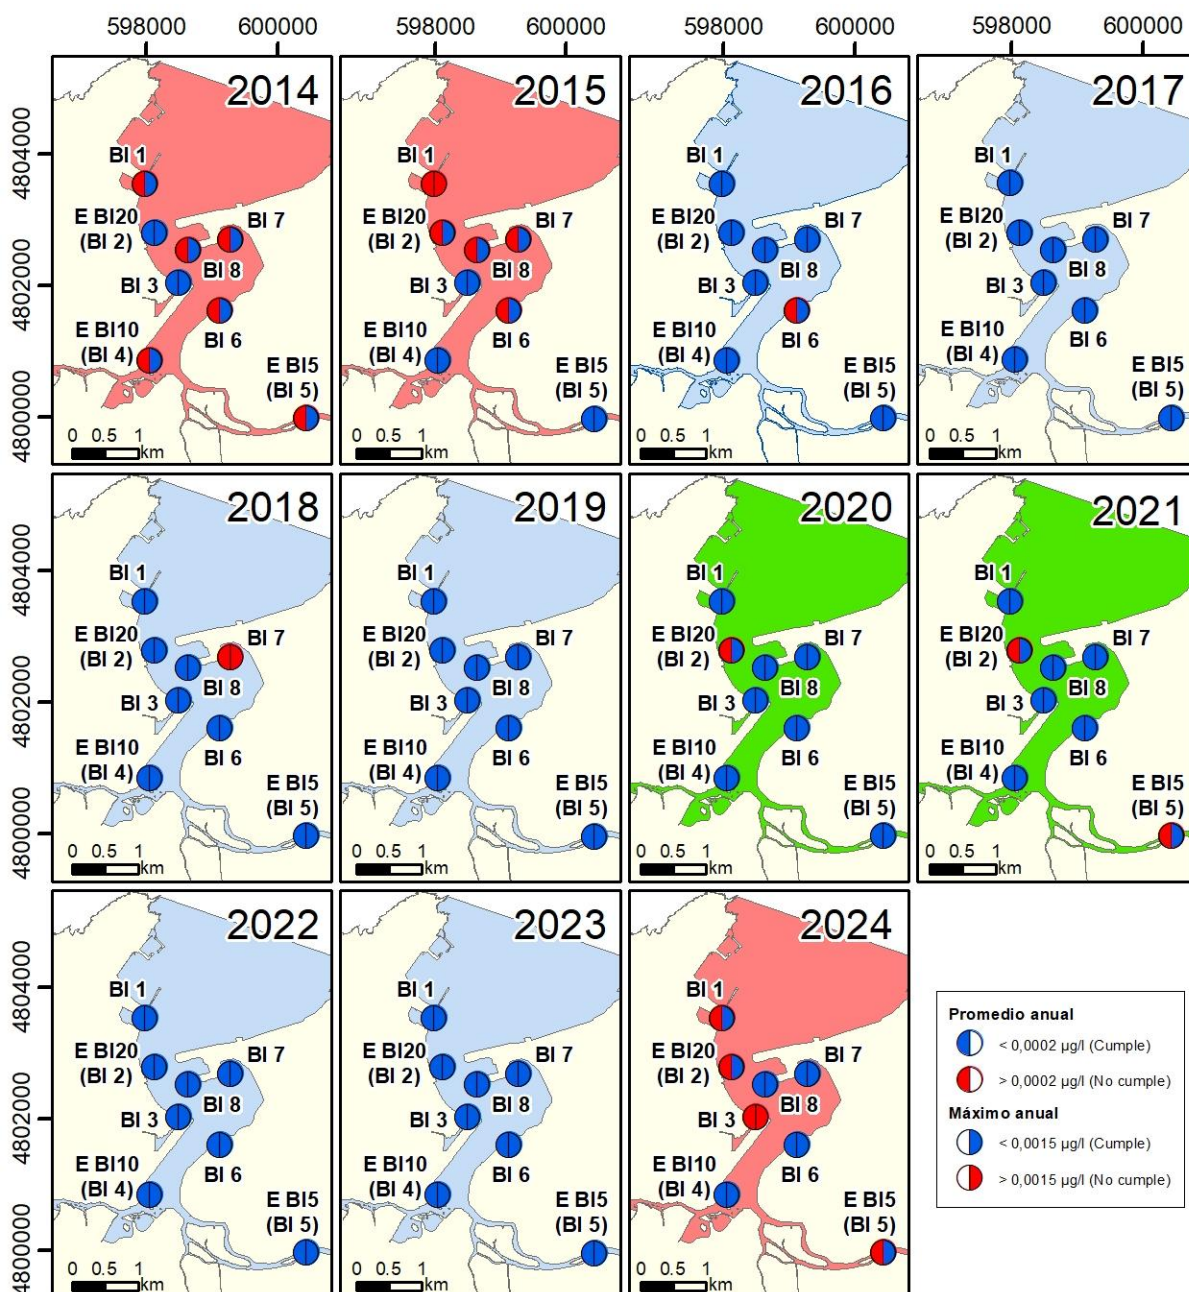 598000 600000 598000 600000 598000 600000 598000 600000
2014 2015 2016 2017
4804000
4802000
4800000
BI 1
E BI20
(BI 2)
BI 7
BI 8
BI 3
BI 6
E BI10
(BI 4)
E BI5
(BI 5)
0 0.5 1
km
BI 1
E BI20
(BI 2)
BI 7
BI 8
BI 3
BI 6
E BI10
(BI 4)
E BI5
(BI 5)
0 0.5 1
km
BI 1
E BI20
(BI 2)
BI 7
BI 8
BI 3
BI 6
E BI10
(BI 4)
E BI5
(BI 5)
0 0.5 1
km
BI 1
E BI20
(BI 2)
BI 7
BI 8
BI 3
BI 6
E BI10
(BI 4)
E BI5
(BI 5)
0 0.5 1
km
2018 2019 2020 2021
4804000
4802000
4800000
BI 1
E BI20
(BI 2)
BI 7
BI 8
BI 3
BI 6
E BI10
(BI 4)
E BI5
(BI 5)
0 0.5 1
km
BI 1
E BI20
(BI 2)
BI 7
BI 8
BI 3
BI 6
E BI10
(BI 4)
E BI5
(BI 5)
0 0.5 1
km
BI 1
E BI20
(BI 2)
BI 7
BI 8
BI 3
BI 6
E BI10
(BI 4)
E BI5
(BI 5)
0 0.5 1
km
BI 1
E BI20
(BI 2)
BI 7
BI 8
BI 3
BI 6
E BI10
(BI 4)
E BI5
(BI 5)
0 0.5 1
km
2022 2023 2024
4804000
4802000
4800000
BI 1
E BI20
(BI 2)
BI 7
BI 8
BI 3
BI 6
E BI10
(BI 4)
E BI5
(BI 5)
0 0.5 1
km
BI 1
E BI20
(BI 2)
BI 7
BI 8
BI 3
BI 6
E BI10
(BI 4)
E BI5
(BI 5)
0 0.5 1
km
BI 1
E BI20
(BI 2)
BI 7
BI 8
BI 3
BI 6
E BI10
(BI 4)
E BI5
(BI 5)
0 0.5 1
km
Promedio anual
< 0,0002 µg/l (Cumple)
> 0,0002 µg/l (No cumple)
Máximo anual
< 0,0015 µg/l (Cumple)
> 0,0015 µg/l (No cumple)